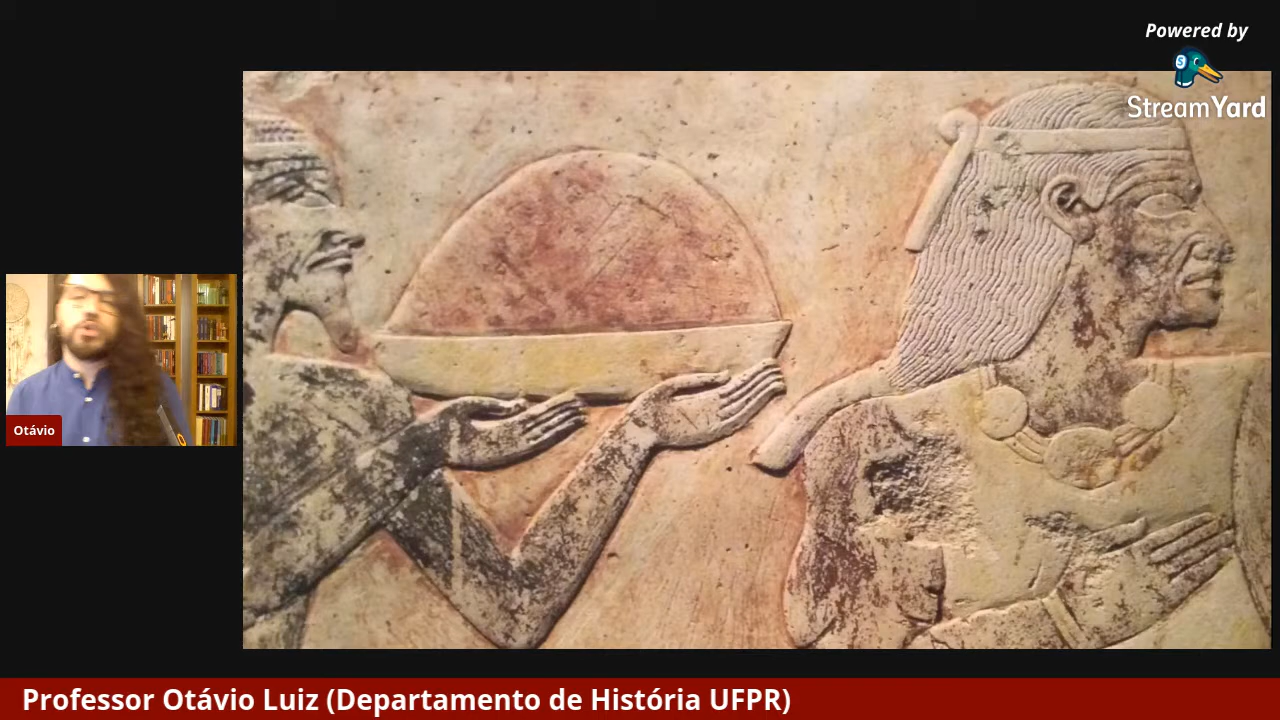 Powered by
StreamYard
Otávio
Professor Otávio Luiz (Departamento de História UFPR)